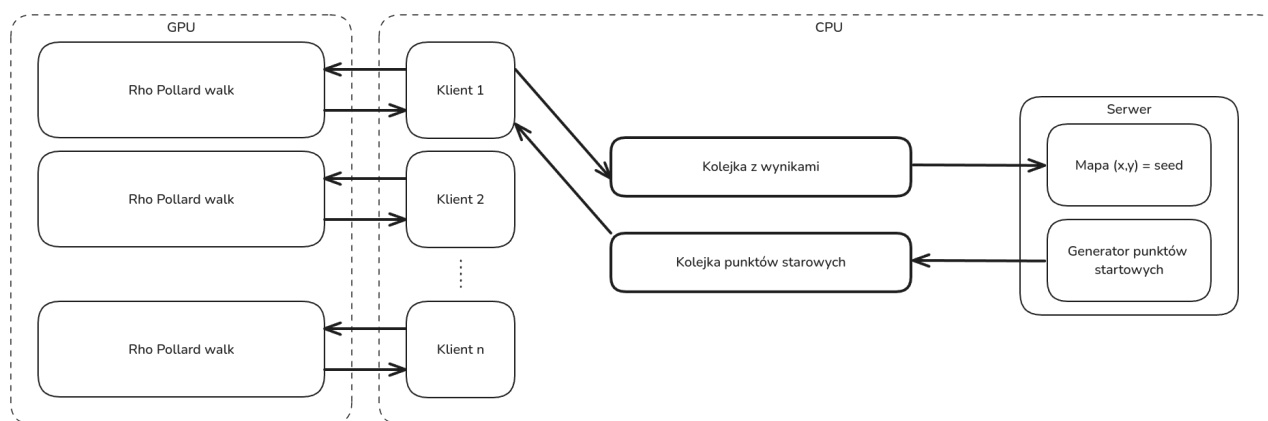 GPU
CPU
Rho Pollard walk
Klient 1
Serwer
Kolejka z wynikami
Mapa (x,y) = seed
Rho Pollard walk
Klient 2
Kolejka punktów starowych
Generator punktów
startowych
Rho Pollard walk
Klient n